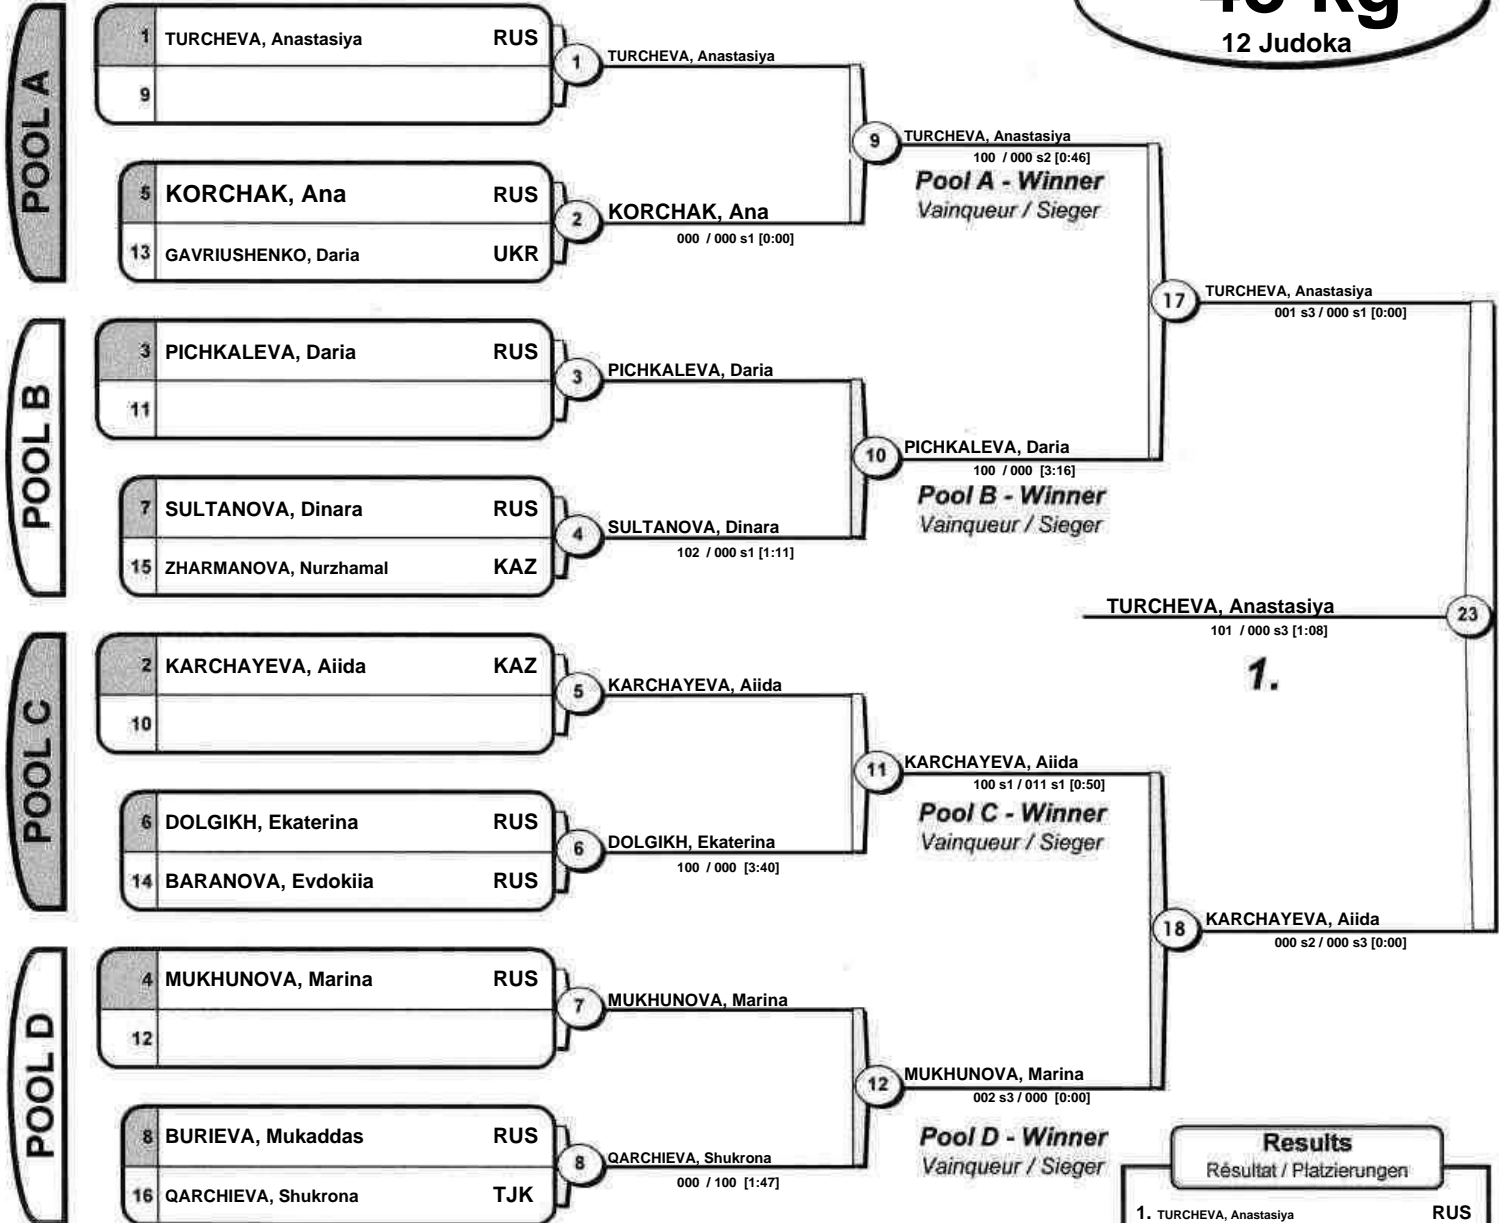 12 Judoka
POOL A
1 TURCHEVA, Anastasiya RUS
9
5 KORCHAK, Ana RUS
13 GAVRIUSHENKO, Daria UKR
1
TURCHEVA, Anastasiya
2
KORCHAK, Ana
000 / 000 s1 [0:00]
9
TURCHEVA, Anastasiya
100 / 000 s2 [0:46]
Pool A - Winner
Vainqueur / Sieger
POOL B
3 PICHKALEVA, Daria RUS
11
7 SULTANOVA, Dinara RUS
15 ZHARMANOVA, Nurzhamal KAZ
3
PICHKALEVA, Daria
4
SULTANOVA, Dinara
102 / 000 s1 [1:11]
10
PICHKALEVA, Daria
100 / 000 [3:16]
Pool B - Winner
Vainqueur / Sieger
17
TURCHEVA, Anastasiya
001 s3 / 000 s1 [0:00]
TURCHEVA, Anastasiya
101 / 000 s3 [1:08]
23
1.
POOL C
2 KARCHAYEVA, Aiida KAZ
10
6 DOLGIKH, Ekaterina RUS
14 BARANOVA, Evdokiia RUS
5
KARCHAYEVA, Aiida
6
DOLGIKH, Ekaterina
100 / 000 [3:40]
11
KARCHAYEVA, Aiida
100 s1 / 011 s1 [0:50]
Pool C - Winner
Vainqueur / Sieger
POOL D
4 MUKHUNOVA, Marina RUS
12
8 BURIEVA, Mukaddas RUS
16 QARCHIEVA, Shukrona TJK
7
MUKHUNOVA, Marina
8
QARCHIEVA, Shukrona
000 / 100 [1:47]
12
MUKHUNOVA, Marina
002 s3 / 000 [0:00]
Pool D - Winner
Vainqueur / Sieger
18
KARCHAYEVA, Aiida
000 s2 / 000 s3 [0:00]
Results
Résultat / Platzierungen
1. TURCHEVA, Anastasiya RUS